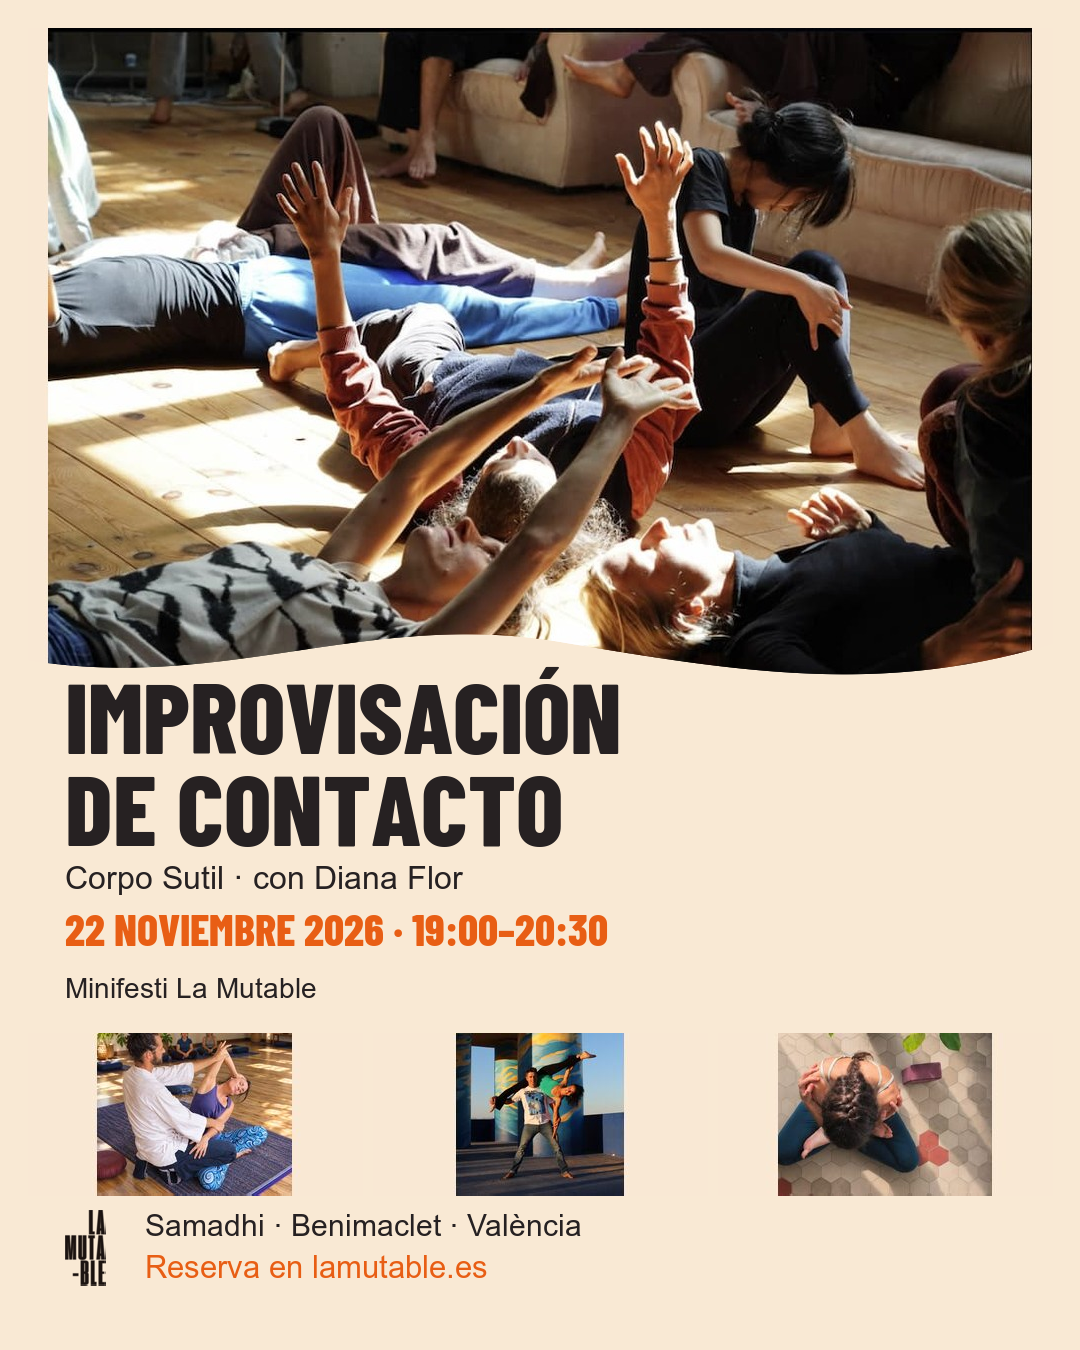 IMPROVISACIÓN
DE CONTACTO
Corpo Sutil · con Diana Flor
22 NOVIEMBRE 2026 · 19:00–20:30
Minifesti La Mutable
LA
MUTA
-BLE
Samadhi · Benimaclet · València
Reserva en lamutable.es